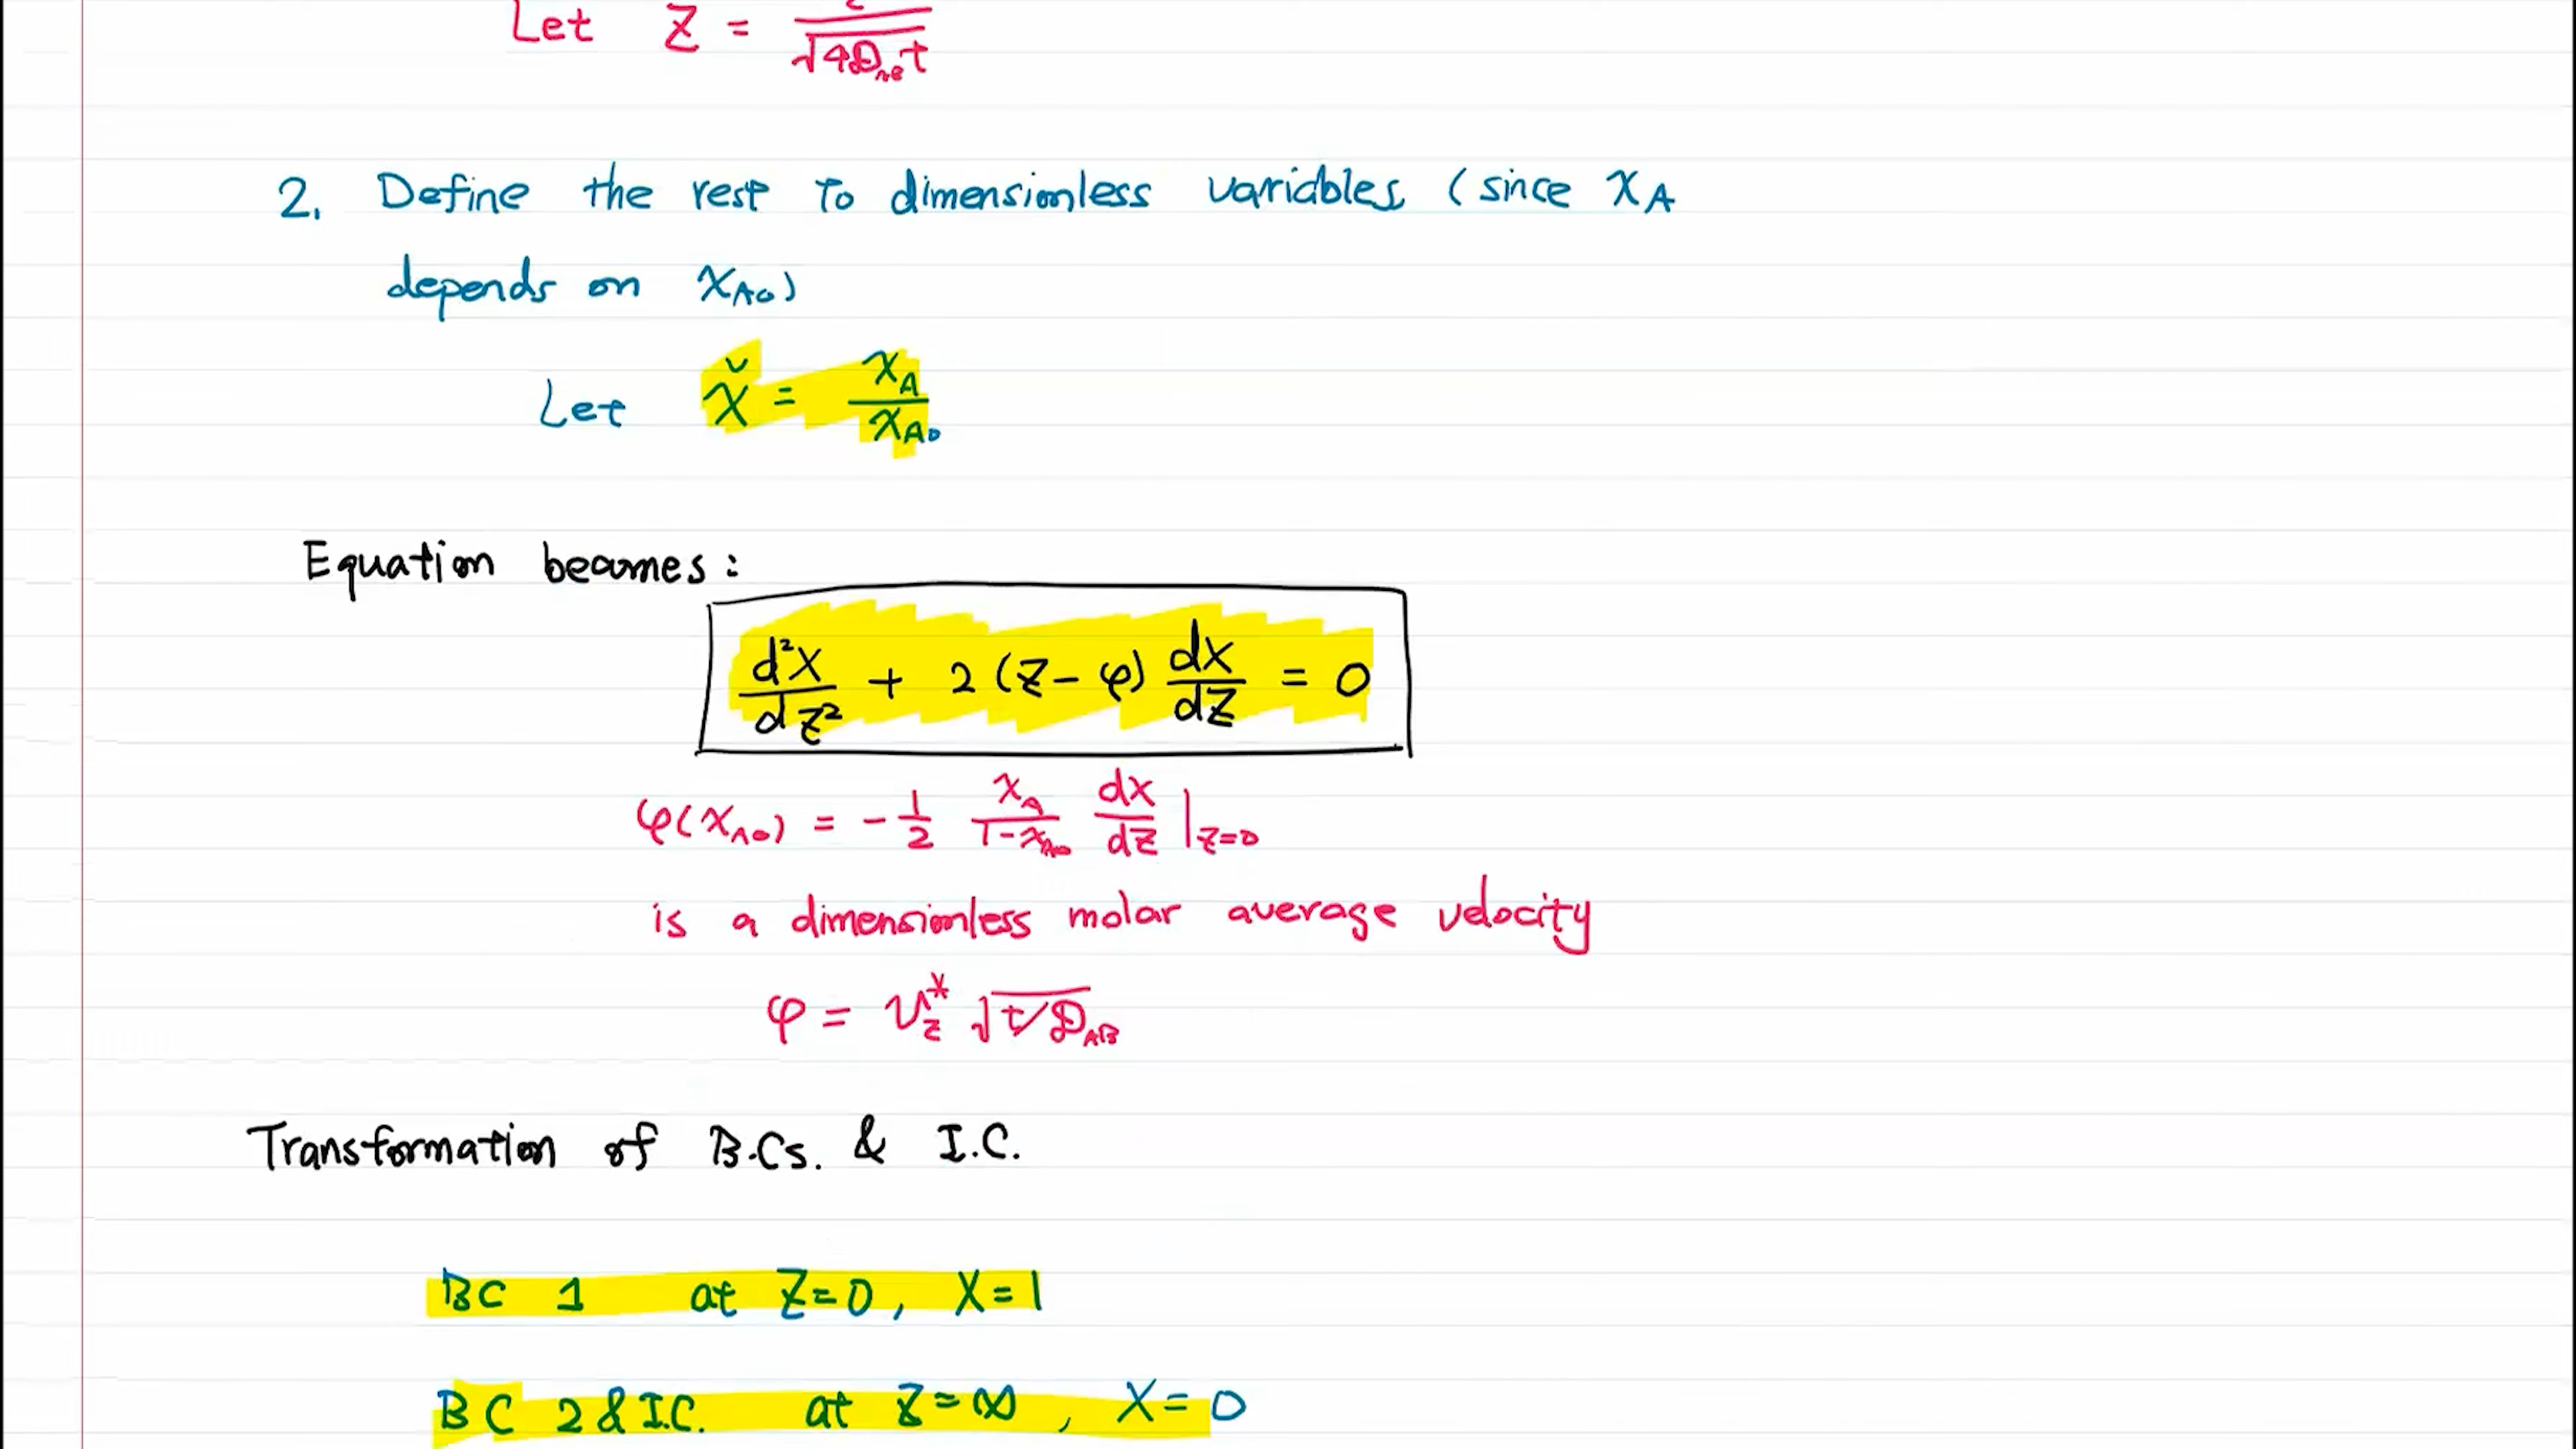 Let Z = z / √4𝒟_AB t
2. Define the rest to dimensionless variables (since x_A
depends on x_A0)
Let X̆ = x_A / x_A0
Equation becomes:
d²X/dZ² + 2(Z-φ) dX/dZ = 0
φ(x_A0) = -1/2 x_A/(1-x_A0) dX/dZ |_Z=0
is a dimensionless molar average velocity
φ = v_z* √t/𝒟_AB
Transformation of B.Cs. & I.C.
BC 1 at Z=0, X=1
BC 2 & I.C. at Z=∞, X=0